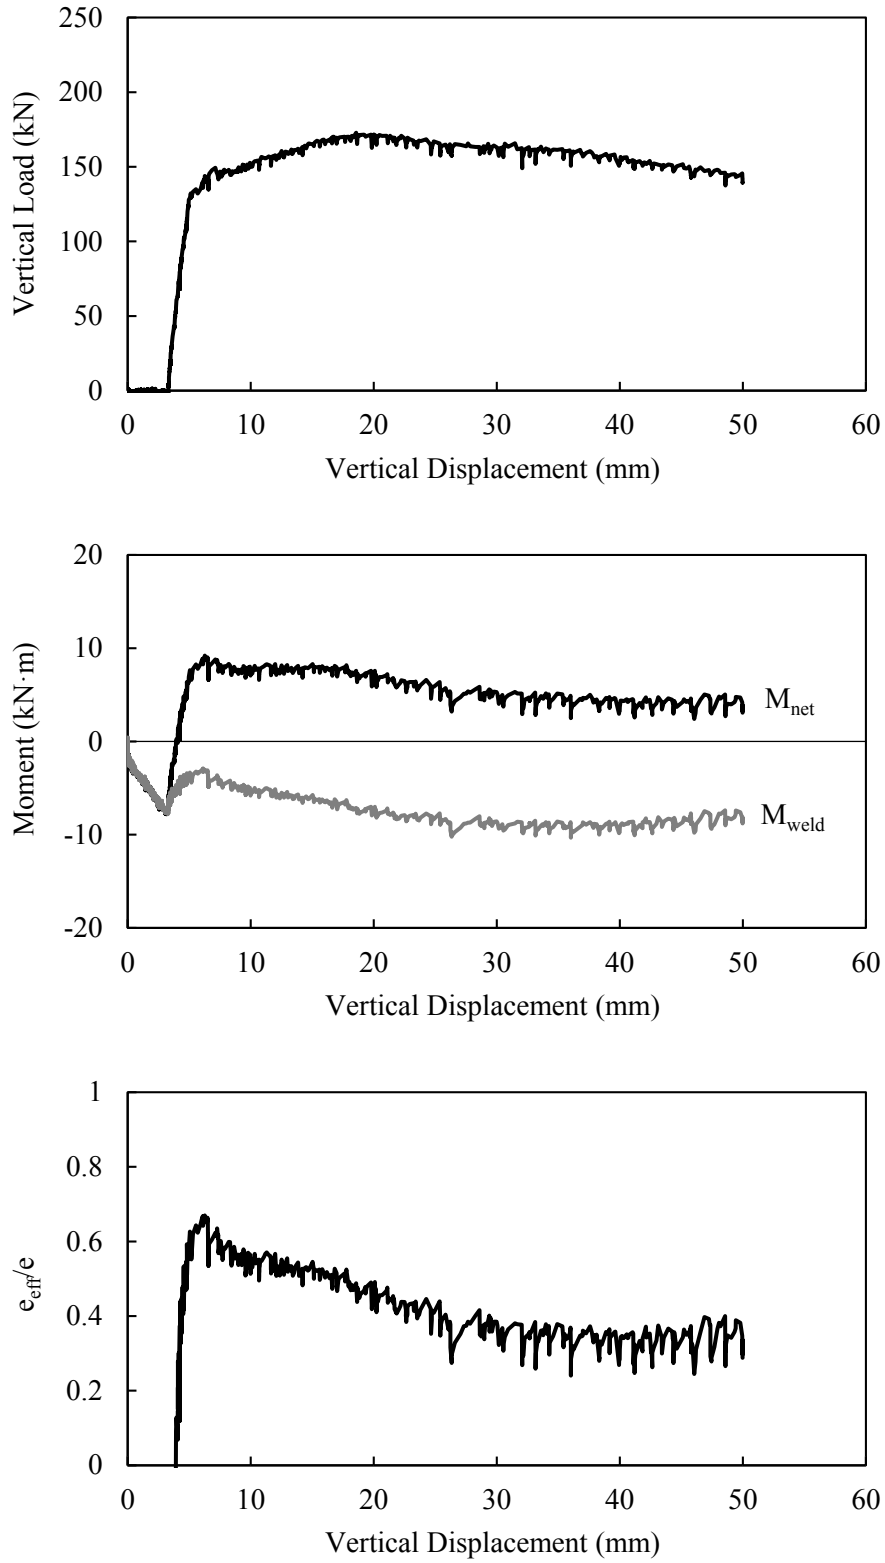 250
200
150
100
50
0
Vertical Load (kN)
0 10 20 30 40 50 60
Vertical Displacement (mm)
20
10
0
-10
-20
Moment (kN·m)
M_net
M_weld
0 10 20 30 40 50 60
Vertical Displacement (mm)
1
0.8
0.6
0.4
0.2
0
e_eff/e
0 10 20 30 40 50 60
Vertical Displacement (mm)